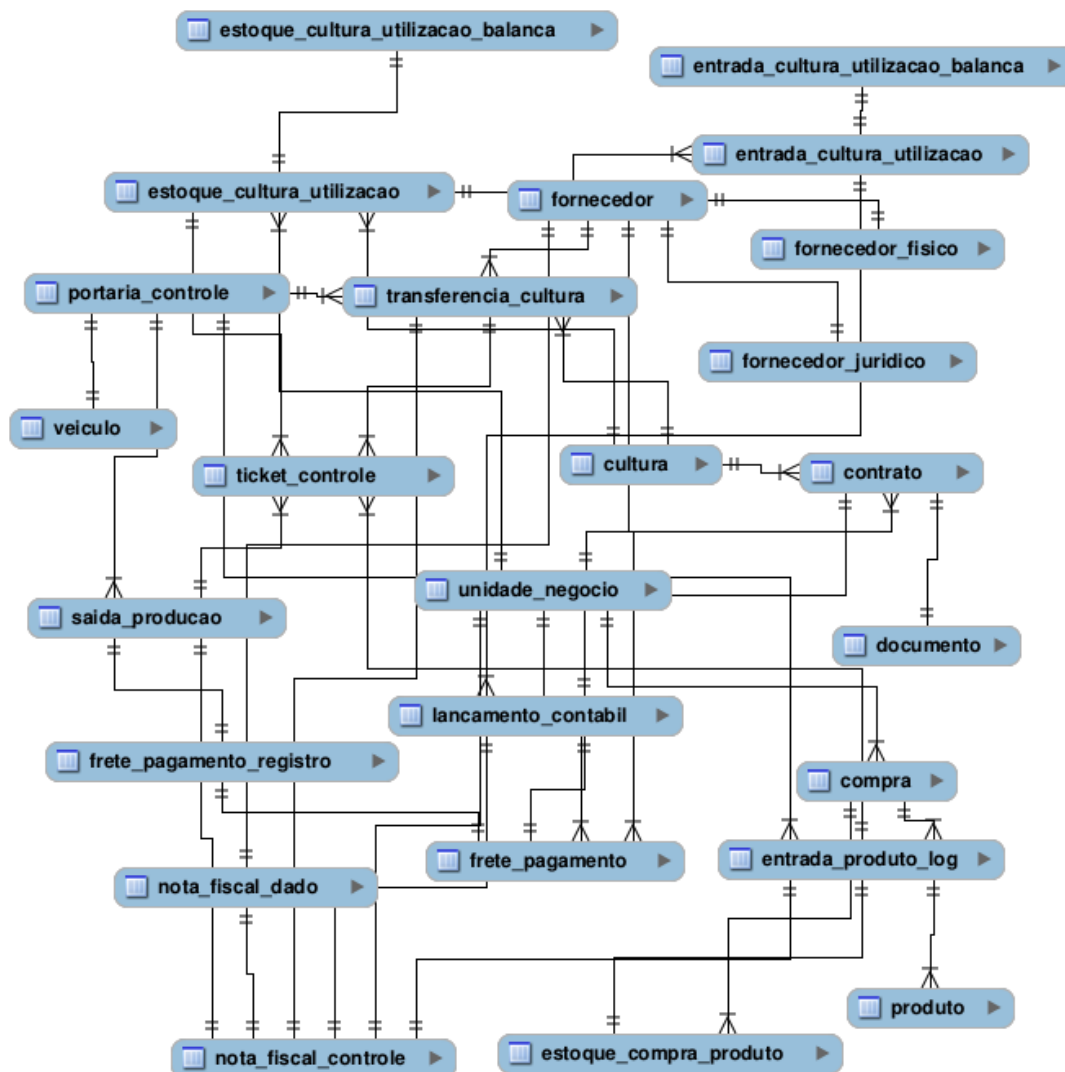 estoque_cultura_utilizacao_balanca
entrada_cultura_utilizacao_balanca
entrada_cultura_utilizacao
estoque_cultura_utilizacao
fornecedor
fornecedor_fisico
portaria_controle
transferencia_cultura
fornecedor_juridico
veiculo
ticket_controle
cultura
contrato
unidade_negocio
saida_producao
documento
lancamento_contabil
frete_pagamento_registro
compra
frete_pagamento
entrada_produto_log
nota_fiscal_dado
produto
nota_fiscal_controle
estoque_compra_produto